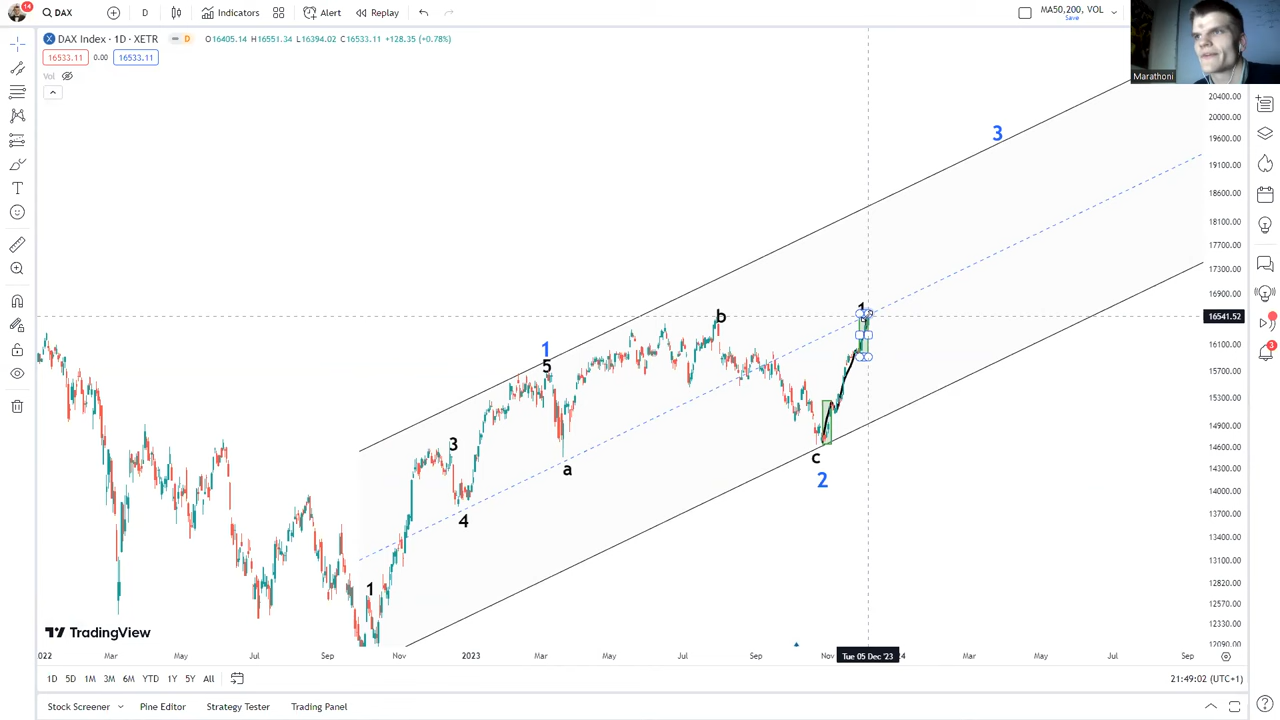 14
DAX
D
Indicators
Alert
Replay
MA50,200, VOL
Save
DAX Index · 1D · XETR
D
O16405.14 H16551.34 L16394.02 C16533.11 +128.35 (+0.78%)
16533.11
0.00
16533.11
Vol
Marathoni
20400.00
20000.00
19600.00
19100.00
18600.00
18100.00
17700.00
17300.00
16900.00
16541.52
16100.00
15700.00
15300.00
14900.00
14600.00
14300.00
14000.00
13700.00
13400.00
13100.00
12820.00
12570.00
12330.00
12090.00
3
1
b
1
5
3
a
c
4
2
1
TradingView
2022
Mar
May
Jul
Sep
Nov
2023
Mar
May
Jul
Sep
Nov
Tue 05 Dec '23
Mar
May
Jul
Sep
1D
5D
1M
3M
6M
YTD
1Y
5Y
All
21:49:02 (UTC+1)
Stock Screener
Pine Editor
Strategy Tester
Trading Panel
3